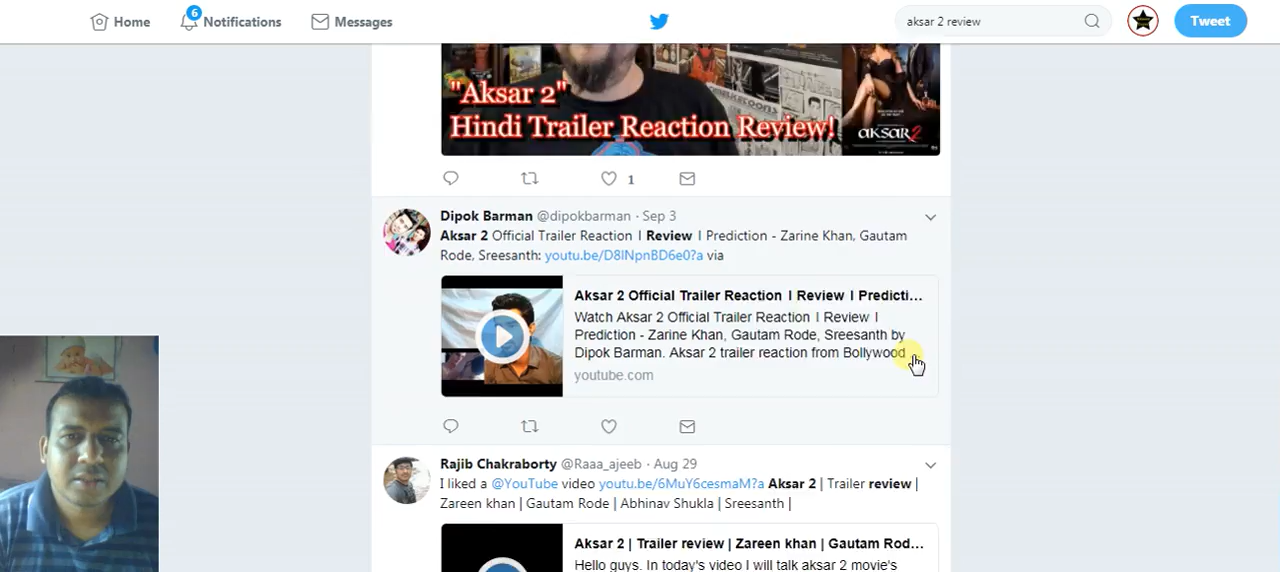 Home
6
Notifications
Messages
aksar 2 review
Tweet
"Aksar 2"
Hindi Trailer Reaction Review!
aksar 2
1
Dipok Barman @dipokbarman · Sep 3
Aksar 2 Official Trailer Reaction l Review l Prediction - Zarine Khan, Gautam
Rode, Sreesanth: youtu.be/D8lNpnBD6e0?a via
Aksar 2 Official Trailer Reaction l Review l Predicti...
Watch Aksar 2 Official Trailer Reaction l Review l
Prediction - Zarine Khan, Gautam Rode, Sreesanth by
Dipok Barman. Aksar 2 trailer reaction from Bollywood
youtube.com
Rajib Chakraborty @Raaa_ajeeb · Aug 29
I liked a @YouTube video youtu.be/6MuY6cesmaM?a Aksar 2 | Trailer review |
Zareen khan | Gautam Rode | Abhinav Shukla | Sreesanth |
Aksar 2 | Trailer review | Zareen khan | Gautam Rod...
Hello guys. In today's video I will talk aksar 2 movie's